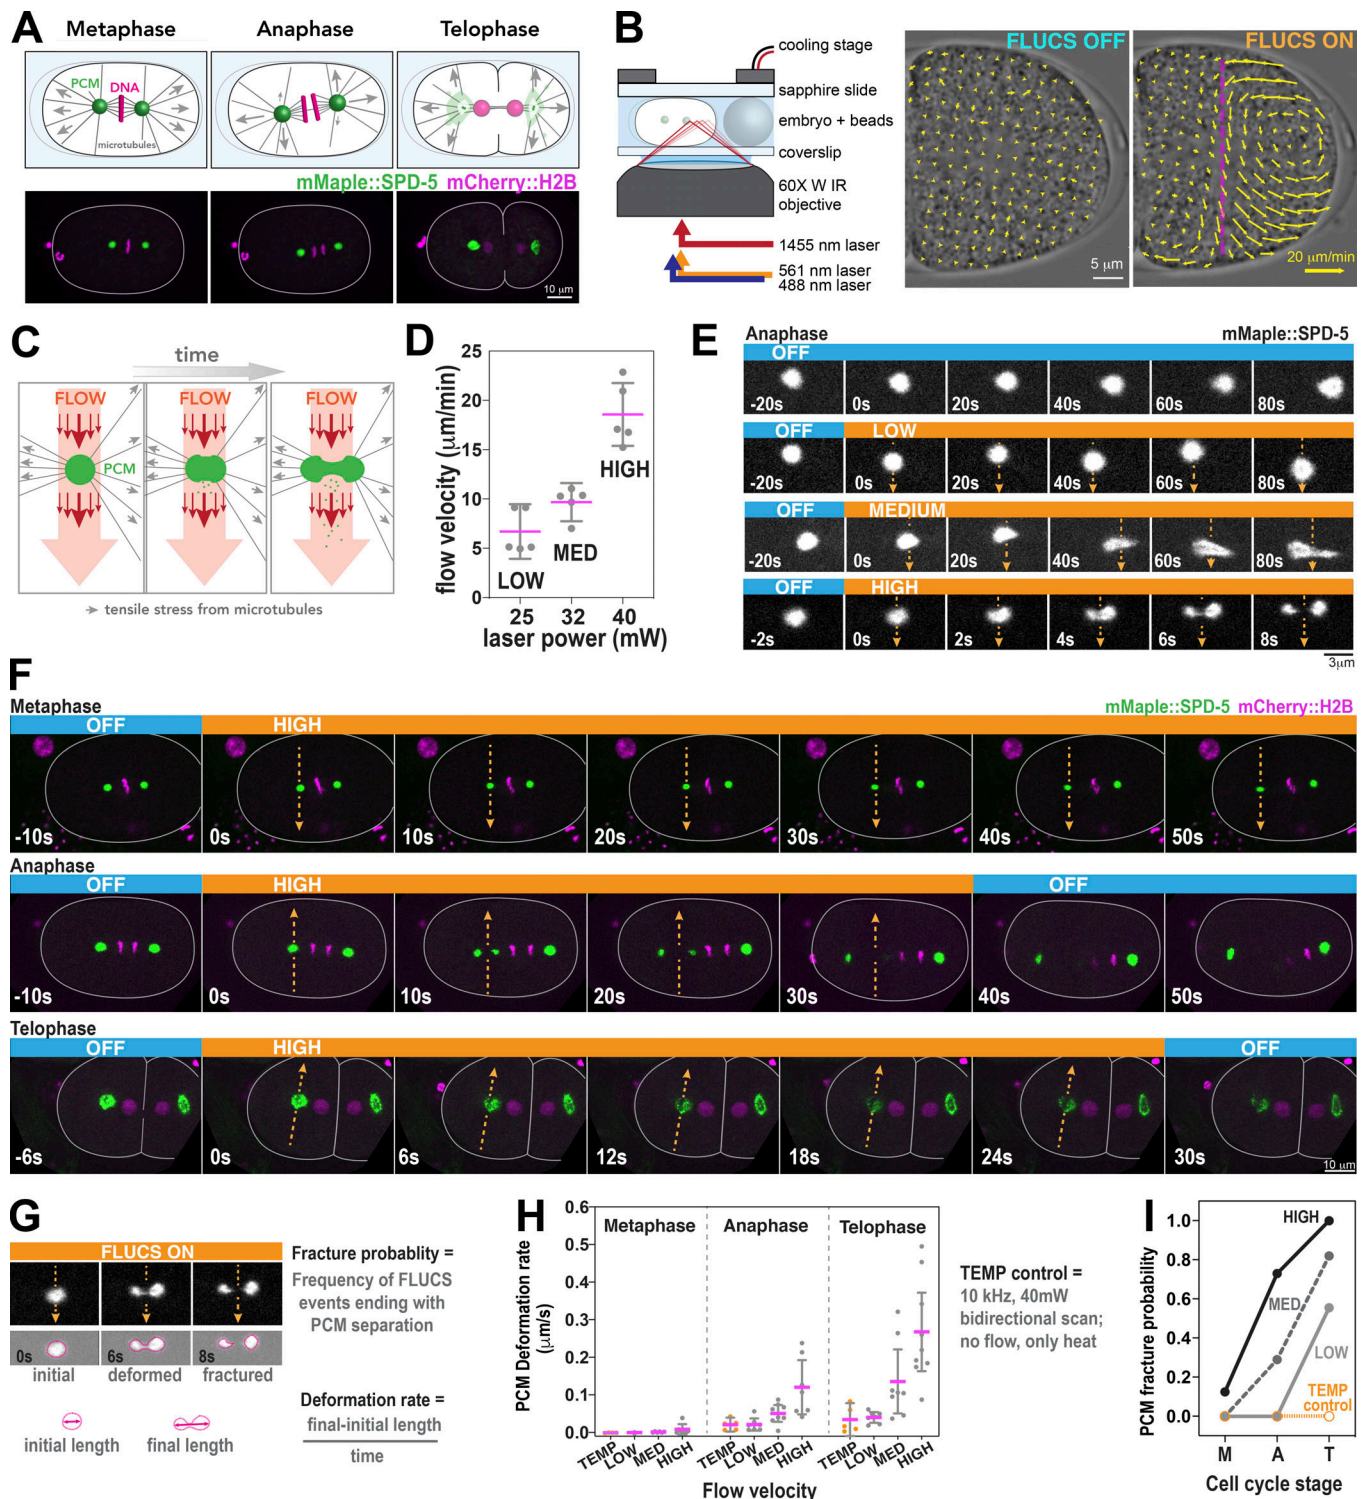 A
Metaphase
Anaphase
Telophase
PCM
DNA
microtubules
mMaple::SPD-5 mCherry::H2B
10 μm
B
cooling stage
sapphire slide
embryo + beads
coverslip
60X W IR
objective
1455 nm laser
561 nm laser
488 nm laser
FLUCS OFF
FLUCS ON
5 μm
20 μm/min
C
time
FLOW
FLOW
FLOW
PCM
tensile stress from microtubules
D
flow velocity (μm/min)
25
20
15
10
5
0
LOW
MED
HIGH
25
32
40
laser power (mW)
E
Anaphase
mMaple::SPD-5
OFF
-20s
0s
20s
40s
60s
80s
OFF
LOW
-20s
0s
20s
40s
60s
80s
OFF
MEDIUM
-20s
0s
20s
40s
60s
80s
OFF
HIGH
-2s
0s
2s
4s
6s
8s
3μm
F
Metaphase
mMaple::SPD-5 mCherry::H2B
OFF
HIGH
-10s
0s
10s
20s
30s
40s
50s
Anaphase
OFF
HIGH
OFF
-10s
0s
10s
20s
30s
40s
50s
Telophase
OFF
HIGH
OFF
-6s
0s
6s
12s
18s
24s
30s
10 μm
G
FLUCS ON
0s
6s
8s
initial
deformed
fractured
initial length
final length
Fracture probablity =
Frequency of FLUCS
events ending with
PCM separation
Deformation rate =
final-initial length
time
H
PCM Deformation rate
(μm/s)
0.6
0.5
0.4
0.3
0.2
0.1
0.0
Metaphase
Anaphase
Telophase
TEMP
LOW
MED
HIGH
TEMP
LOW
MED
HIGH
TEMP
LOW
MED
HIGH
Flow velocity
TEMP control =
10 kHz, 40mW
bidirectional scan;
no flow, only heat
I
PCM fracture probability
1.0
0.8
0.6
0.4
0.2
0.0
HIGH
MED
LOW
TEMP
control
M
A
T
Cell cycle stage